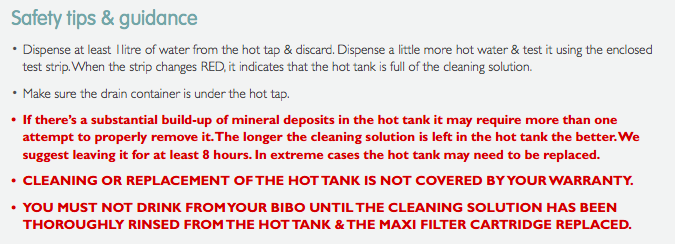 Safety tips & guidance
• Dispense at least 1litre of water from the hot tap & discard. Dispense a little more hot water & test it using the enclosed
test strip. When the strip changes RED, it indicates that the hot tank is full of the cleaning solution.
• Make sure the drain container is under the hot tap.
• If there's a substantial build-up of mineral deposits in the hot tank it may require more than one
attempt to properly remove it. The longer the cleaning solution is left in the hot tank the better. We
suggest leaving it for at least 8 hours. In extreme cases the hot tank may need to be replaced.
• CLEANING OR REPLACEMENT OF THE HOT TANK IS NOT COVERED BY YOUR WARRANTY.
• YOU MUST NOT DRINK FROM YOUR BIBO UNTIL THE CLEANING SOLUTION HAS BEEN
THOROUGHLY RINSED FROM THE HOT TANK & THE MAXI FILTER CARTRIDGE REPLACED.